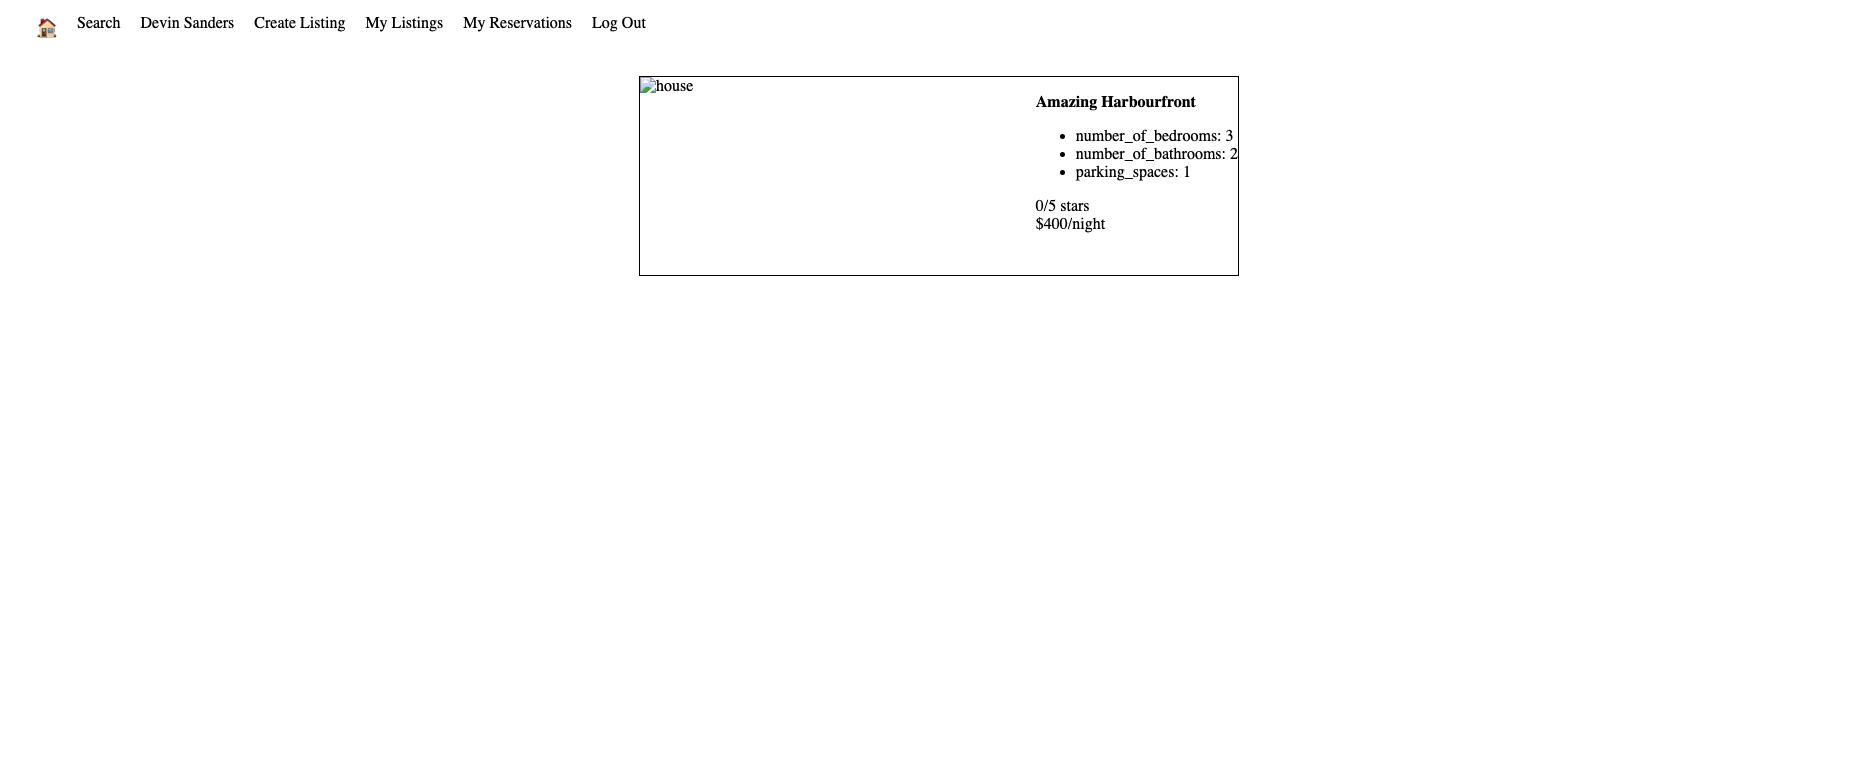 Search Devin Sanders Create Listing My Listings My Reservations Log Out
house
Amazing Harbourfront
number_of_bedrooms: 3
number_of_bathrooms: 2
parking_spaces: 1
0/5 stars
$400/night